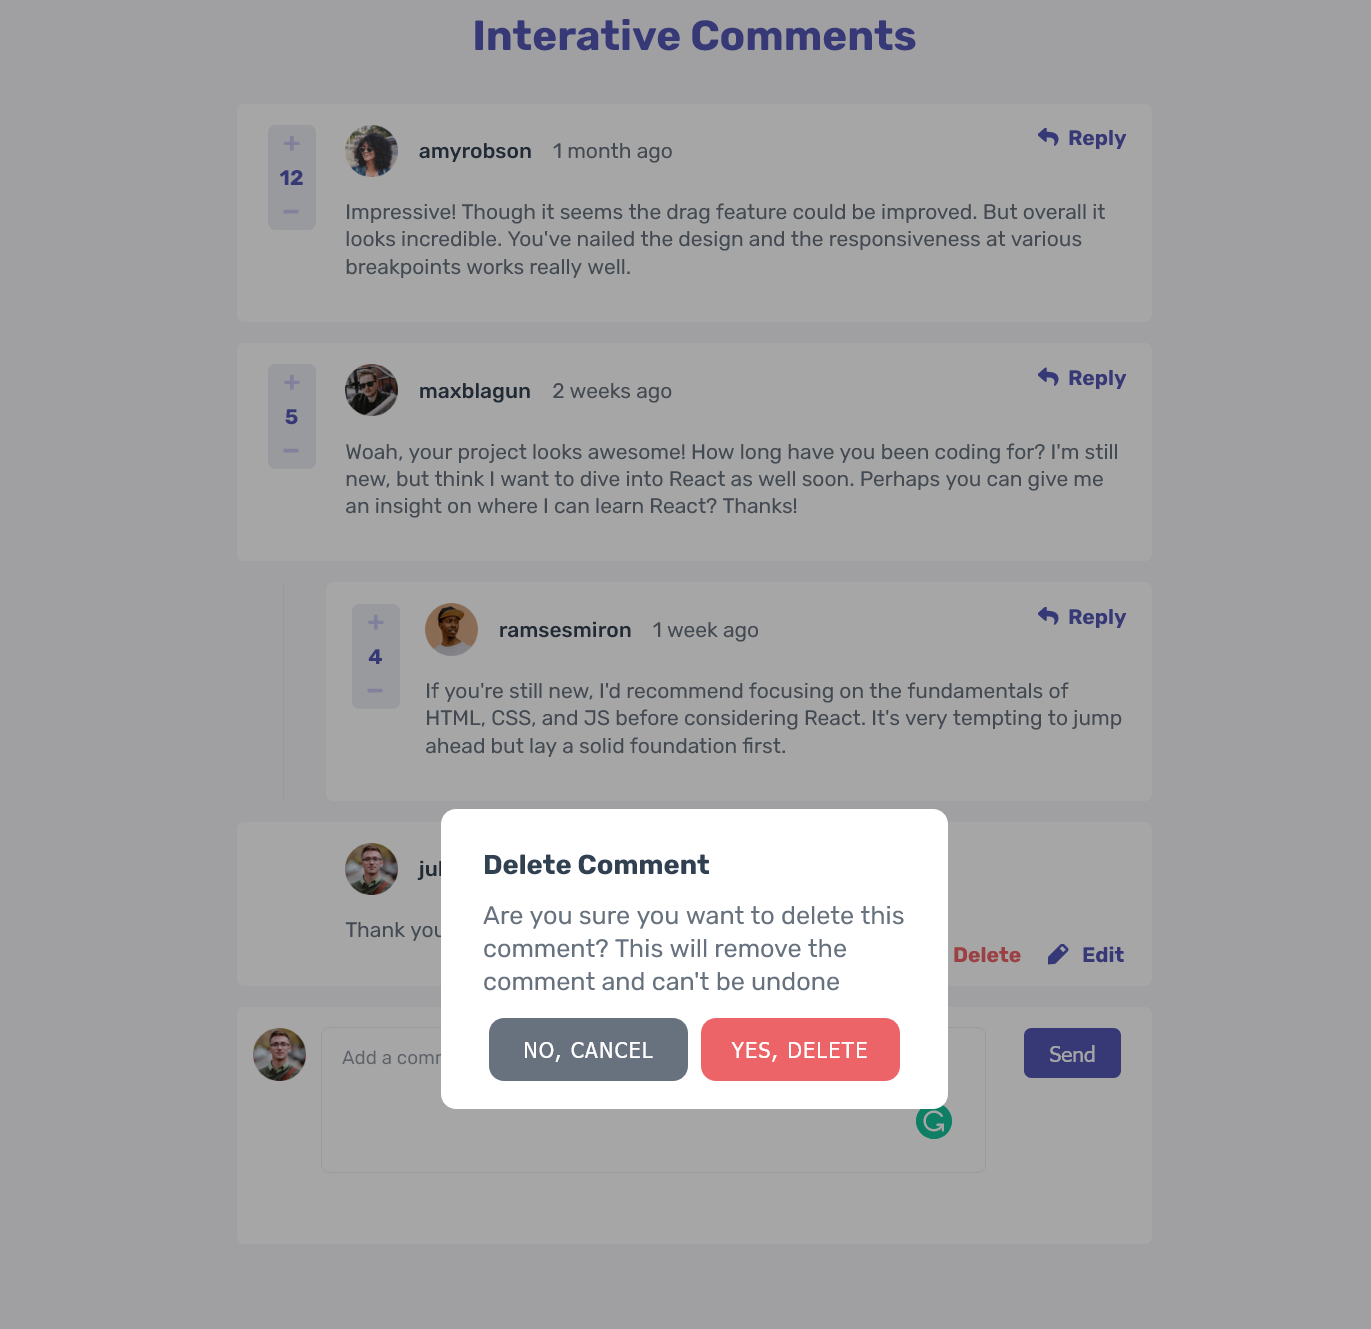 Interative Comments
+
12
−
amyrobson 1 month ago
Reply
Impressive! Though it seems the drag feature could be improved. But overall it
looks incredible. You've nailed the design and the responsiveness at various
breakpoints works really well.
+
5
−
maxblagun 2 weeks ago
Reply
Woah, your project looks awesome! How long have you been coding for? I'm still
new, but think I want to dive into React as well soon. Perhaps you can give me
an insight on where I can learn React? Thanks!
+
4
−
ramsesmiron 1 week ago
Reply
If you're still new, I'd recommend focusing on the fundamentals of
HTML, CSS, and JS before considering React. It's very tempting to jump
ahead but lay a solid foundation first.
Thank you
Delete Edit
Delete Comment
Are you sure you want to delete this
comment? This will remove the
comment and can't be undone
NO, CANCEL YES, DELETE
Add a
Send